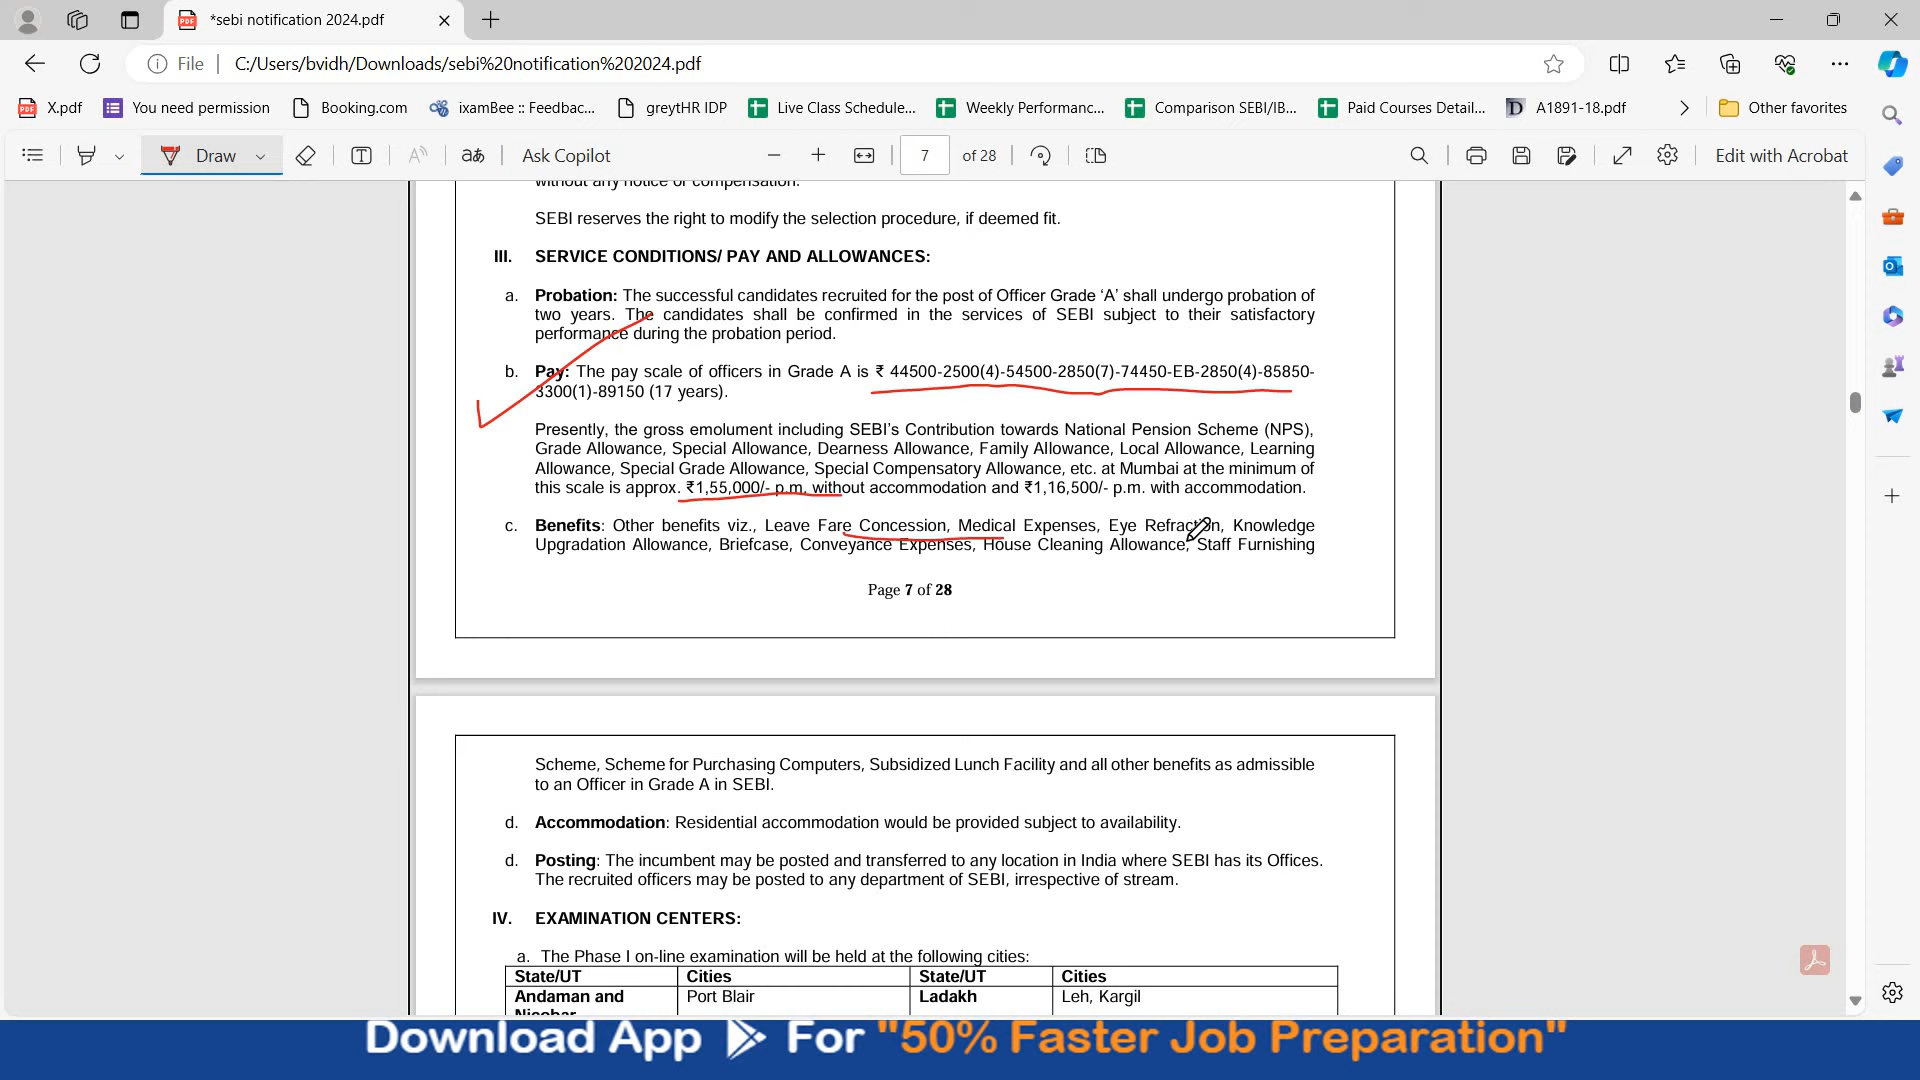 *sebi notification 2024.pdf
File
C:/Users/bvidh/Downloads/sebi%20notification%202024.pdf
X.pdf
You need permission
Booking.com
ixamBee :: Feedbac...
greytHR IDP
Live Class Schedule...
Weekly Performanc...
Comparison SEBI/IB...
Paid Courses Detail...
A1891-18.pdf
Other favorites
Draw
Ask Copilot
7 of 28
Edit with Acrobat
without any notice or compensation.
SEBI reserves the right to modify the selection procedure, if deemed fit.
III. SERVICE CONDITIONS/ PAY AND ALLOWANCES:
a. Probation: The successful candidates recruited for the post of Officer Grade ‘A’ shall undergo probation of
two years. The candidates shall be confirmed in the services of SEBI subject to their satisfactory
performance during the probation period.
b. Pay: The pay scale of officers in Grade A is ₹ 44500-2500(4)-54500-2850(7)-74450-EB-2850(4)-85850-
3300(1)-89150 (17 years).
Presently, the gross emolument including SEBI’s Contribution towards National Pension Scheme (NPS),
Grade Allowance, Special Allowance, Dearness Allowance, Family Allowance, Local Allowance, Learning
Allowance, Special Grade Allowance, Special Compensatory Allowance, etc. at Mumbai at the minimum of
this scale is approx. ₹1,55,000/- p.m. without accommodation and ₹1,16,500/- p.m. with accommodation.
c. Benefits: Other benefits viz., Leave Fare Concession, Medical Expenses, Eye Refraction, Knowledge
Upgradation Allowance, Briefcase, Conveyance Expenses, House Cleaning Allowance, Staff Furnishing
Page 7 of 28
Scheme, Scheme for Purchasing Computers, Subsidized Lunch Facility and all other benefits as admissible
to an Officer in Grade A in SEBI.
d. Accommodation: Residential accommodation would be provided subject to availability.
d. Posting: The incumbent may be posted and transferred to any location in India where SEBI has its Offices.
The recruited officers may be posted to any department of SEBI, irrespective of stream.
IV. EXAMINATION CENTERS:
a. The Phase I on-line examination will be held at the following cities:
State/UT Cities State/UT Cities
Andaman and Port Blair Ladakh Leh, Kargil
Nicobar
Download App For "50% Faster Job Preparation"